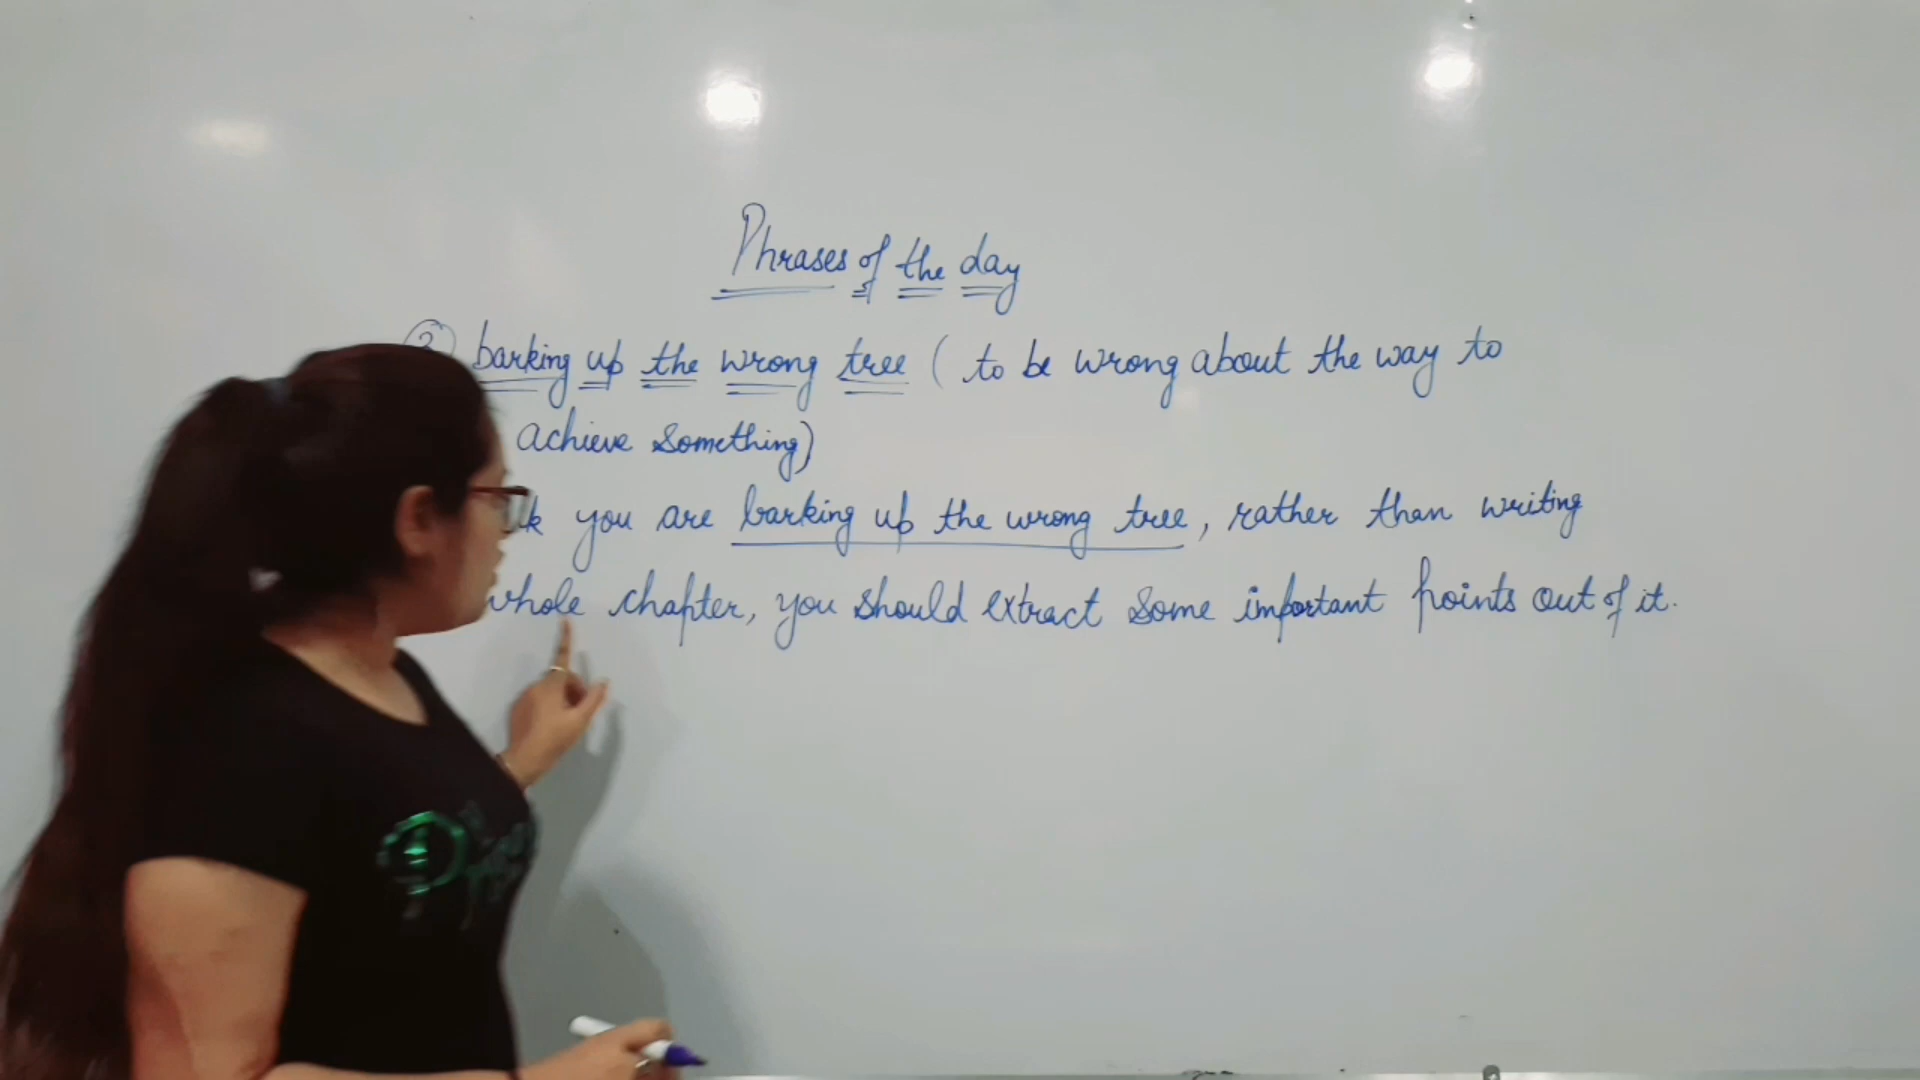 Phrases of the day
barking up the wrong tree ( to be wrong about the way to
achieve something)
you are barking up the wrong tree, rather than writing
whole chapter, you should extract some important points out of it.